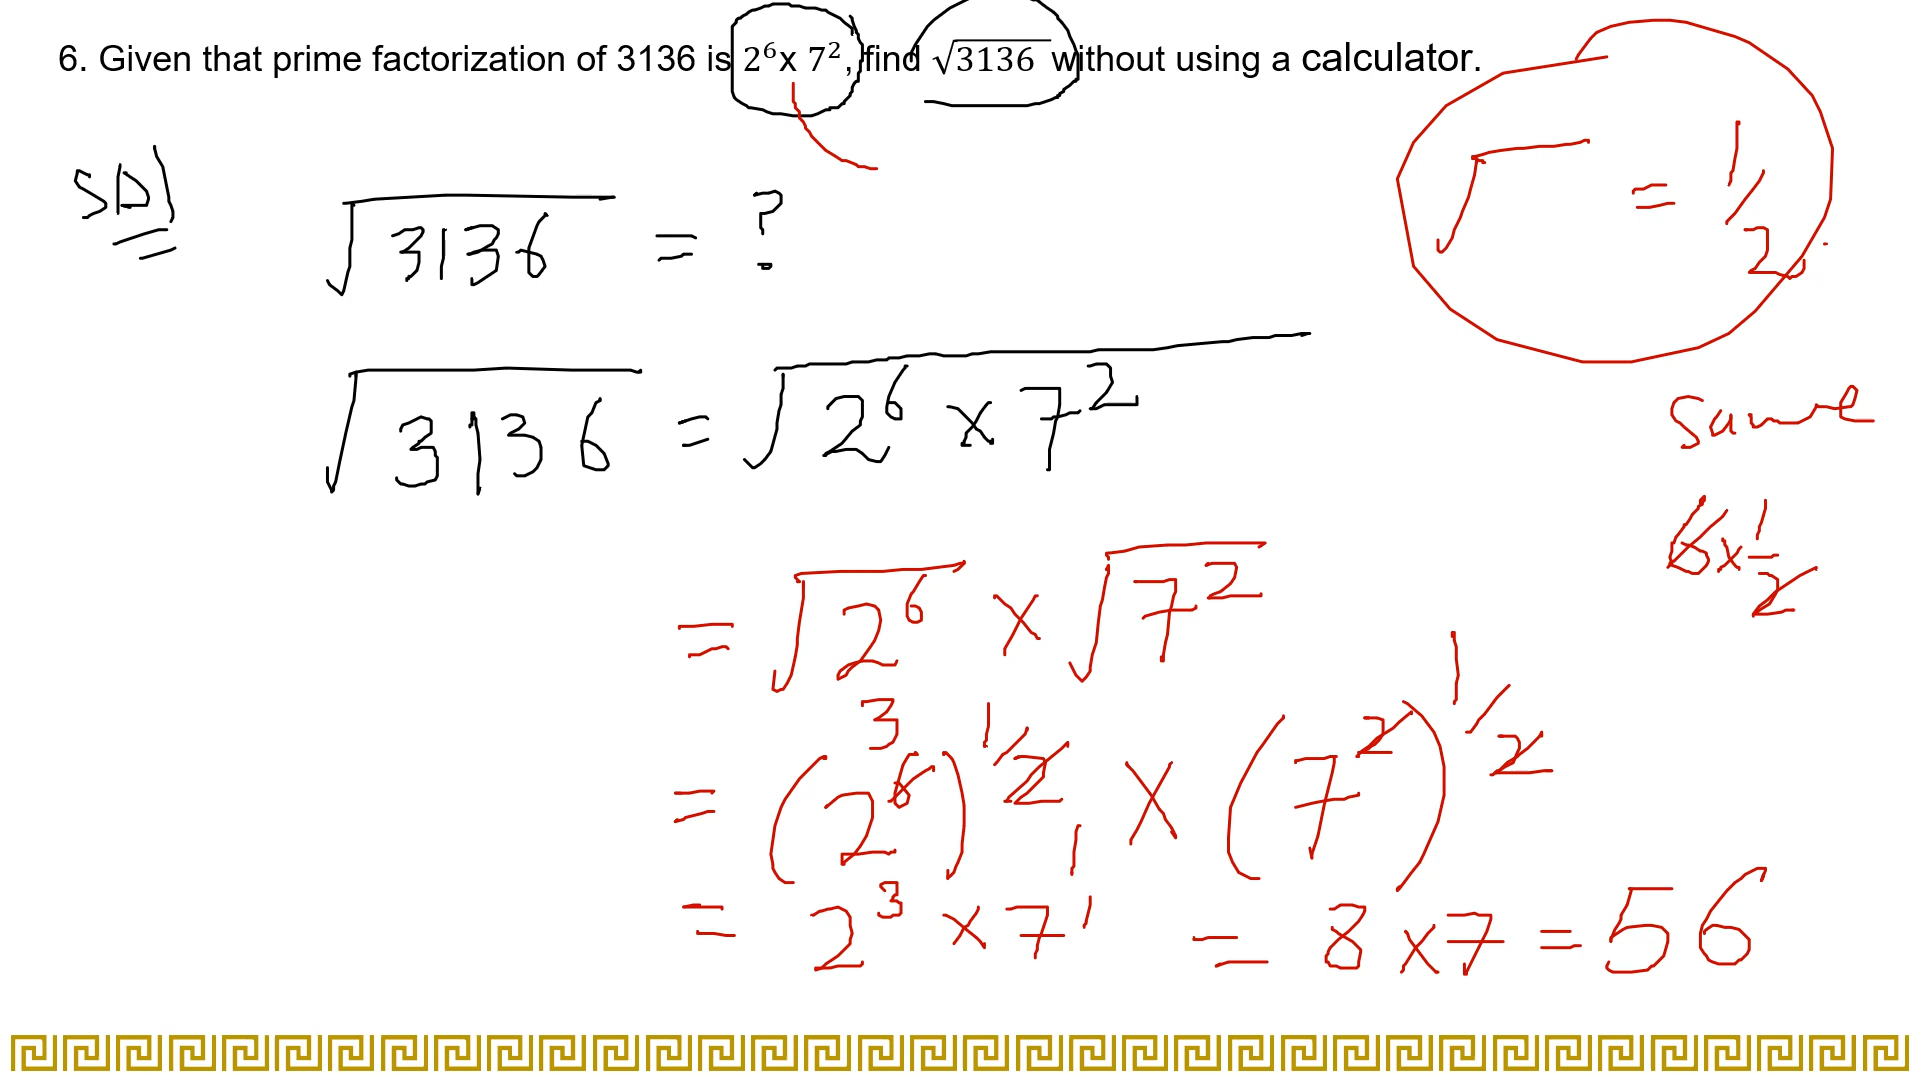 6. Given that prime factorization of 3136 is 2⁶x 7², find √3136 without using a calculator.
Sol
√3136 = ?
√ = 1/2
√3136 = √2⁶ × 7²
Same
6 × 1/2
= √2⁶ × √7²
3
= (2⁶)^1/2 × (7²)^1/2
1
= 2³ × 7¹ = 8 × 7 = 56